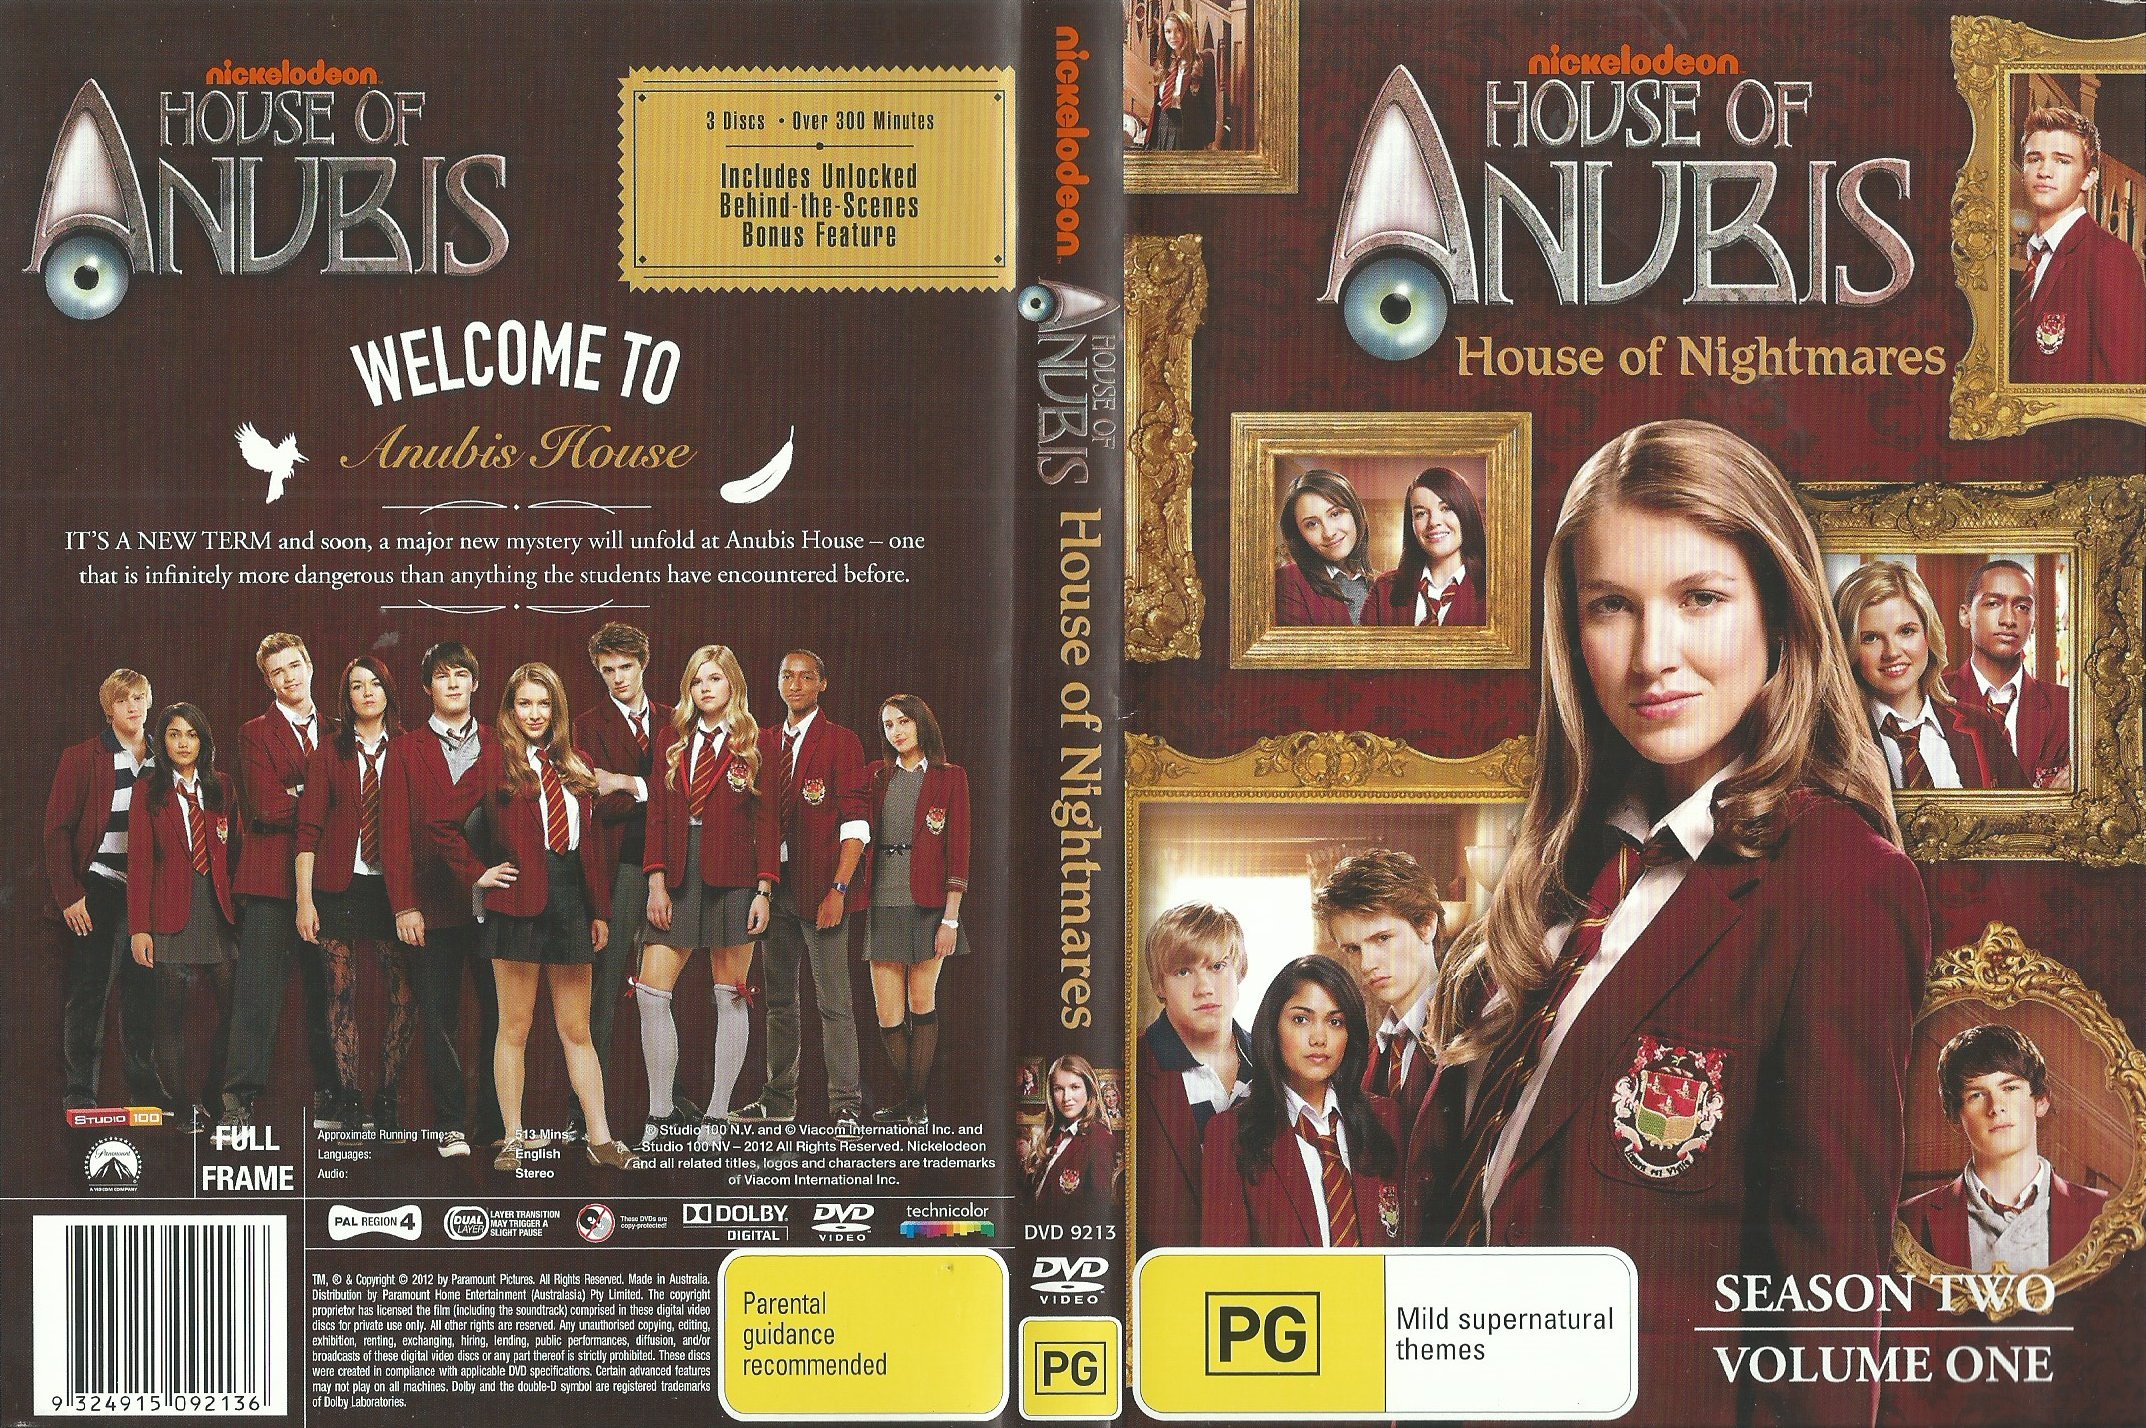 nickelodeon
HOUSE OF
ANUBIS
3 Discs • Over 300 Minutes
Includes Unlocked
Behind-the-Scenes
Bonus Feature
WELCOME TO
Anubis House
IT'S A NEW TERM and soon, a major new mystery will unfold at Anubis House – one
that is infinitely more dangerous than anything the students have encountered before.
STUDIO 100
Paramount
A VIACOM COMPANY
FULL
FRAME
Approximate Running Time: 513 Mins
Languages: English
Audio: Stereo
© Studio 100 N.V. and © Viacom International Inc. and
Studio 100 NV – 2012 All Rights Reserved. Nickelodeon
and all related titles, logos and characters are trademarks
of Viacom International Inc.
PAL REGION 4
DUAL LAYER
LAYER TRANSITION
MAY TRIGGER A
SLIGHT PAUSE
These DVDs are
copy-protected!
DOLBY
DIGITAL
DVD
VIDEO
technicolor
9 324915 092136
TM, ® & Copyright © 2012 by Paramount Pictures. All Rights Reserved. Made in Australia.
Distribution by Paramount Home Entertainment (Australasia) Pty Limited. The copyright
proprietor has licensed the film (including the soundtrack) comprised in these digital video
discs for private use only. All other rights are reserved. Any unauthorised copying, editing,
exhibition, renting, exchanging, hiring, lending, public performances, diffusion, and/or
broadcasts of these digital video discs or any part thereof is strictly prohibited. These discs
were created in compliance with applicable DVD specifications. Certain advanced features
may not play on all machines. Dolby and the double-D symbol are registered trademarks
of Dolby Laboratories.
Parental
guidance
recommended
nickelodeon
HOUSE OF
ANUBIS
House of Nightmares
DVD 9213
DVD
VIDEO
PG
nickelodeon
HOUSE OF
ANUBIS
House of Nightmares
PG
Mild supernatural
themes
SEASON TWO
VOLUME ONE